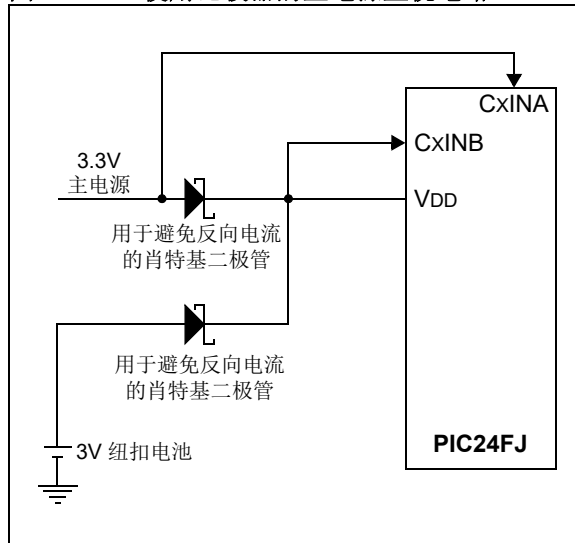 CXINA
CXINB
3.3V
主电源
VDD
用于避免反向电流
的肖特基二极管
用于避免反向电流
的肖特基二极管
3V 纽扣电池
PIC24FJ